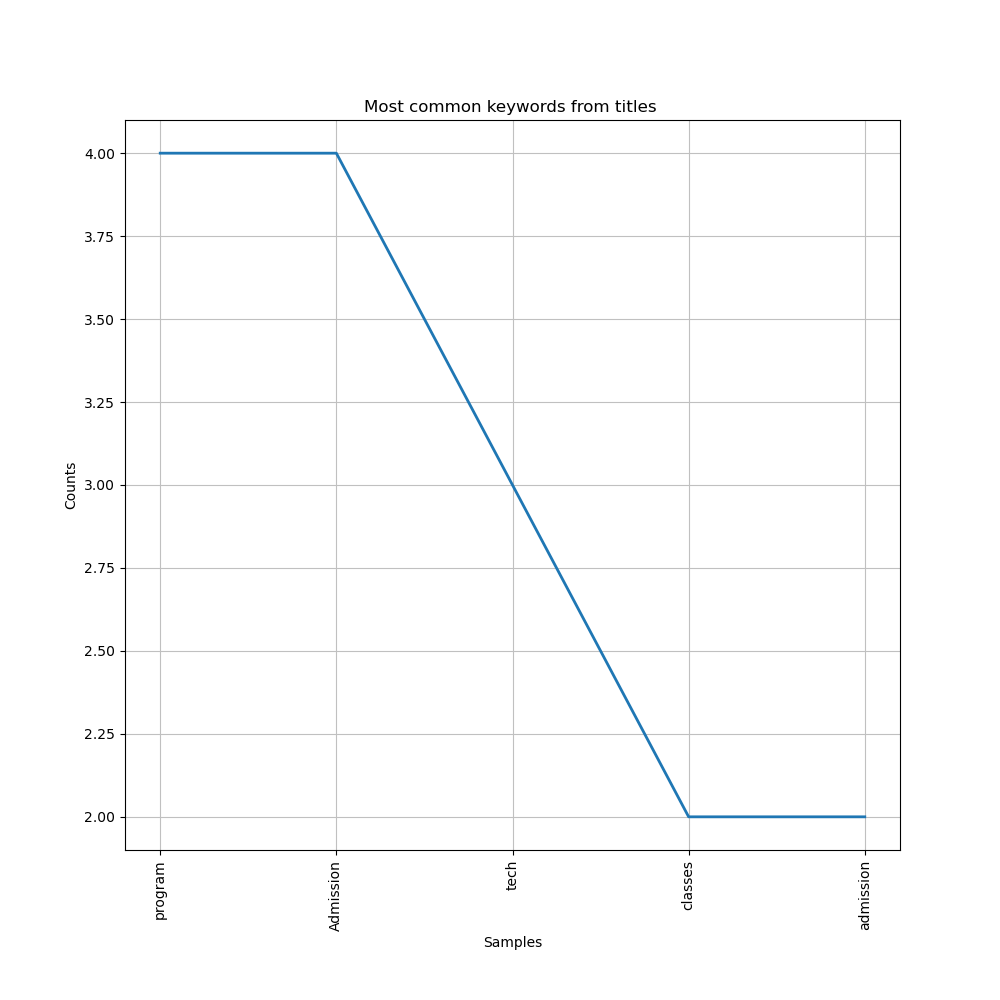 Most common keywords from titles
4.00
3.75
3.50
3.25
3.00
2.75
2.50
2.25
2.00
Counts
program
Admission
tech
classes
admission
Samples